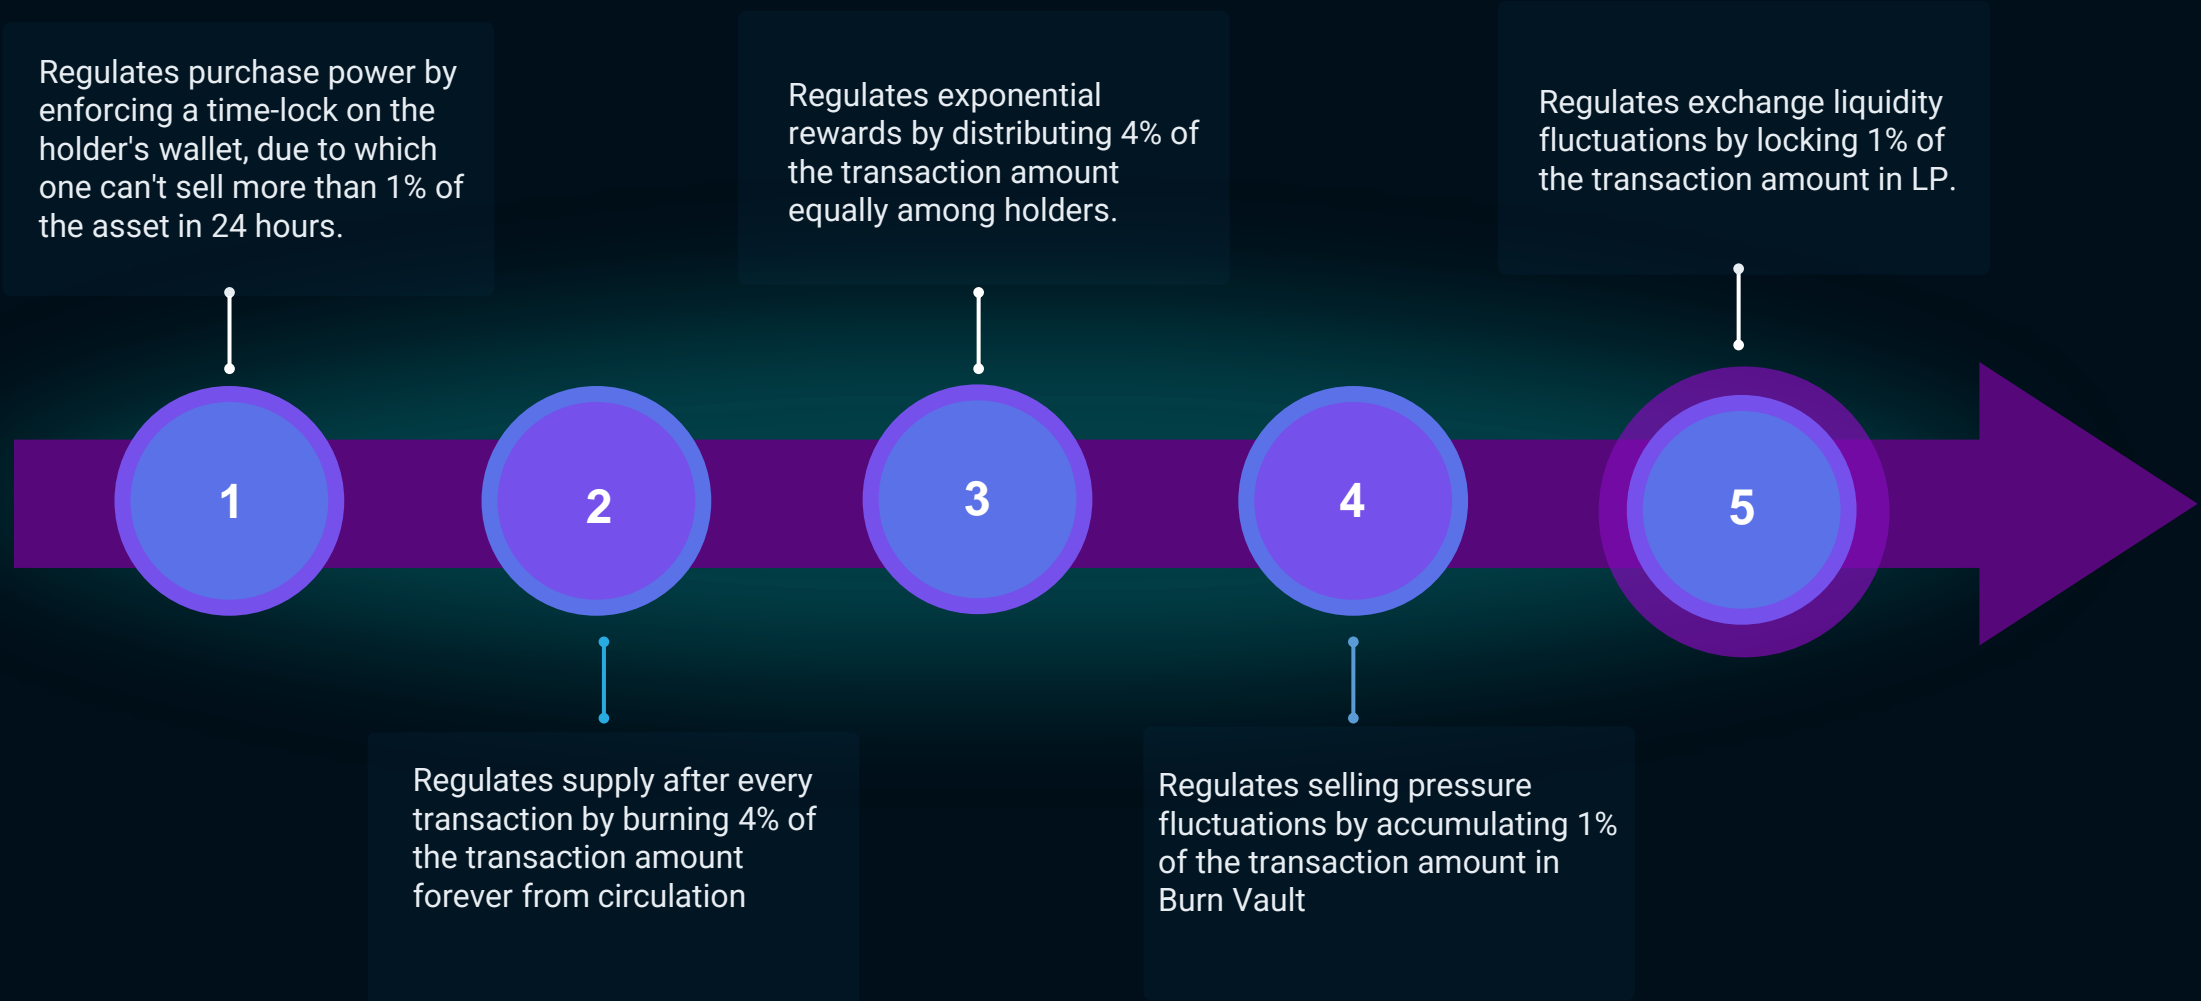 Regulates purchase power by
enforcing a time-lock on the
holder's wallet, due to which
one can't sell more than 1% of
the asset in 24 hours.
Regulates exponential
rewards by distributing 4% of
the transaction amount
equally among holders.
Regulates exchange liquidity
fluctuations by locking 1% of
the transaction amount in LP.
1
2
3
4
5
Regulates supply after every
transaction by burning 4% of
the transaction amount
forever from circulation
Regulates selling pressure
fluctuations by accumulating 1%
of the transaction amount in
Burn Vault